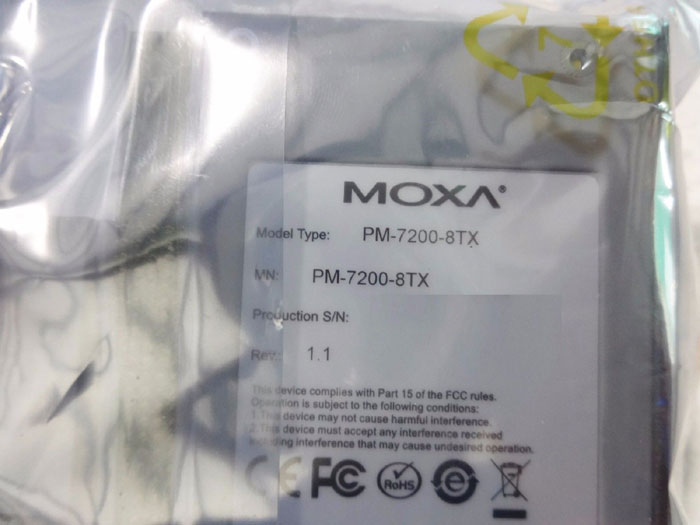 MOXA®
Model Type: PM-7200-8TX
MN: PM-7200-8TX
Production S/N:
Rev.: 1.1
This device complies with Part 15 of the FCC rules.
Operation is subject to the following conditions:
1.This device may not cause harmful interference.
2.This device must accept any interference received
including interference that may cause undesired operation.
CE FC RoHS e